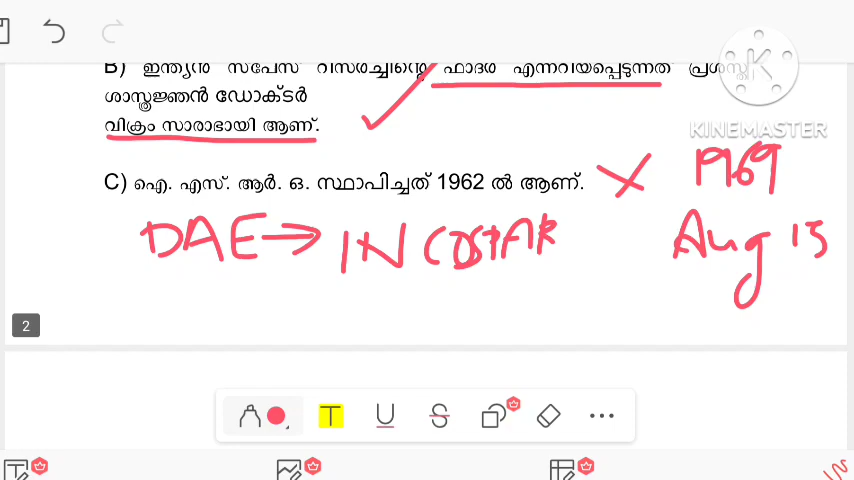 B) ഇന്ത്യൻ സ്പേസ് റിസർച്ചിന്റെ ഫാദർ എന്നറിയപ്പെടുന്നത് പ്രശസ്ത
ശാസ്ത്രജ്ഞൻ ഡോക്ടർ
വിക്രം സാരാഭായി ആണ്.
KINEMASTER
C) ഐ. എസ്. ആർ. ഒ. സ്ഥാപിച്ചത് 1962 ൽ ആണ്.
1969
DAE → INCOSPAR
Aug 15
2